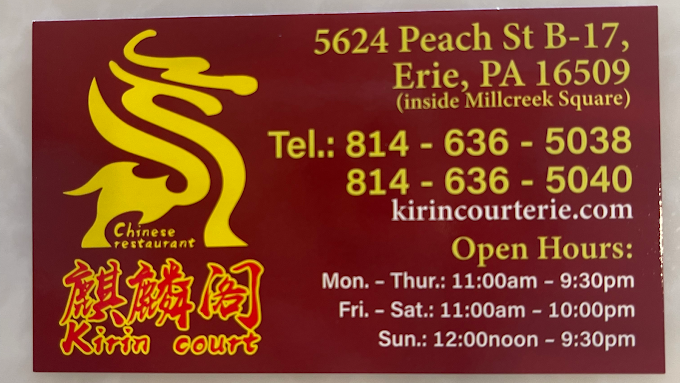 5624 Peach St B-17,
Erie, PA 16509
(inside Millcreek Square)
Tel.: 814 - 636 - 5038
814 - 636 - 5040
kirincourterie.com
Open Hours:
Mon. - Thur.: 11:00am - 9:30pm
Fri. - Sat.: 11:00am - 10:00pm
Sun.: 12:00noon - 9:30pm
Chinese
restaurant
麒麟阁
Kirin court